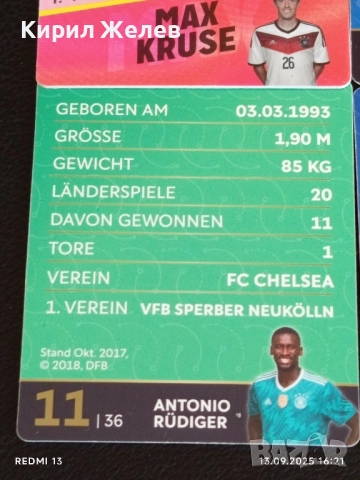 Кирил Желев
MAX
KRUSE
26
GEBOREN AM 03.03.1993
GRÖSSE 1,90 M
GEWICHT 85 KG
LÄNDERSPIELE 20
DAVON GEWONNEN 11
TORE 1
VEREIN FC CHELSEA
1. VEREIN VFB SPERBER NEUKÖLLN
Stand Okt. 2017,
© 2018, DFB
11 | 36 ANTONIO
RÜDIGER
REDMI 13 13.09.2025 16:21